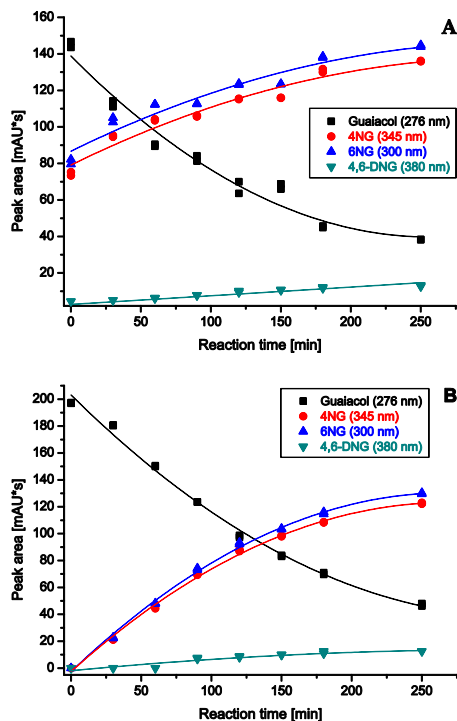 A
160
140
120
100
80
60
40
20
Peak area [mAU*s]
Guaiacol (276 nm)
4NG (345 nm)
6NG (300 nm)
4,6-DNG (380 nm)
0 50 100 150 200 250
Reaction time [min]
B
200
180
160
140
120
100
80
60
40
20
0
Peak area [mAU*s]
Guaiacol (276 nm)
4NG (345 nm)
6NG (300 nm)
4,6-DNG (380 nm)
0 50 100 150 200 250
Reaction time [min]